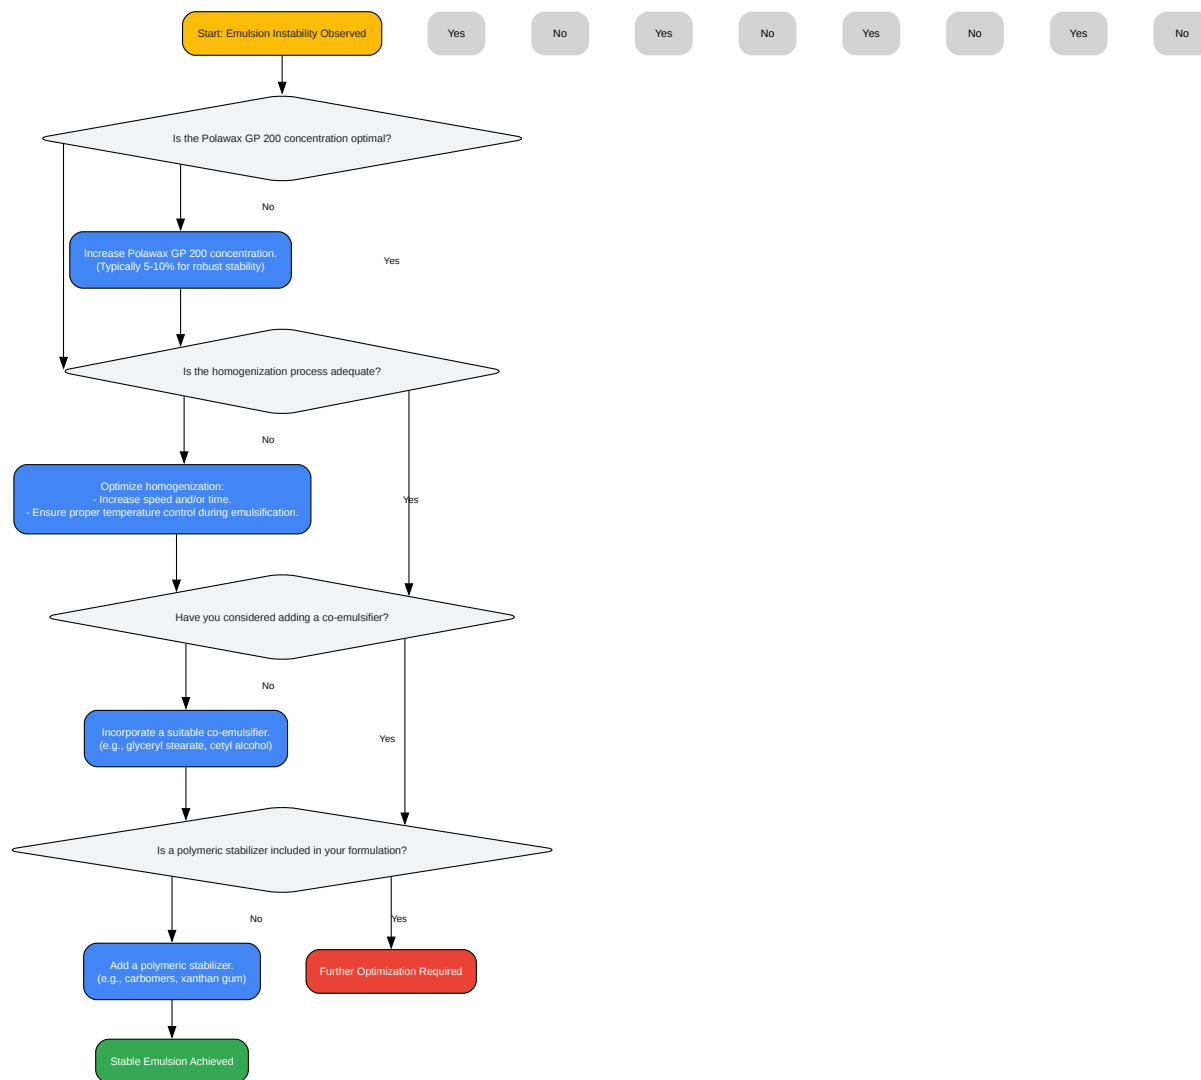 Start: Emulsion Instability Observed
Yes
No
Yes
No
Yes
No
Yes
No
Is the Polawax GP 200 concentration optimal?
No
Increase Polawax GP 200 concentration.
(Typically 5-10% for robust stability)
Yes
Is the homogenization process adequate?
No
Optimize homogenization:
- Increase speed and/or time.
- Ensure proper temperature control during emulsification.
Yes
Have you considered adding a co-emulsifier?
No
Incorporate a suitable co-emulsifier.
(e.g., glyceryl stearate, cetyl alcohol)
Yes
Is a polymeric stabilizer included in your formulation?
No
Yes
Add a polymeric stabilizer.
(e.g., carbomers, xanthan gum)
Further Optimization Required
Stable Emulsion Achieved